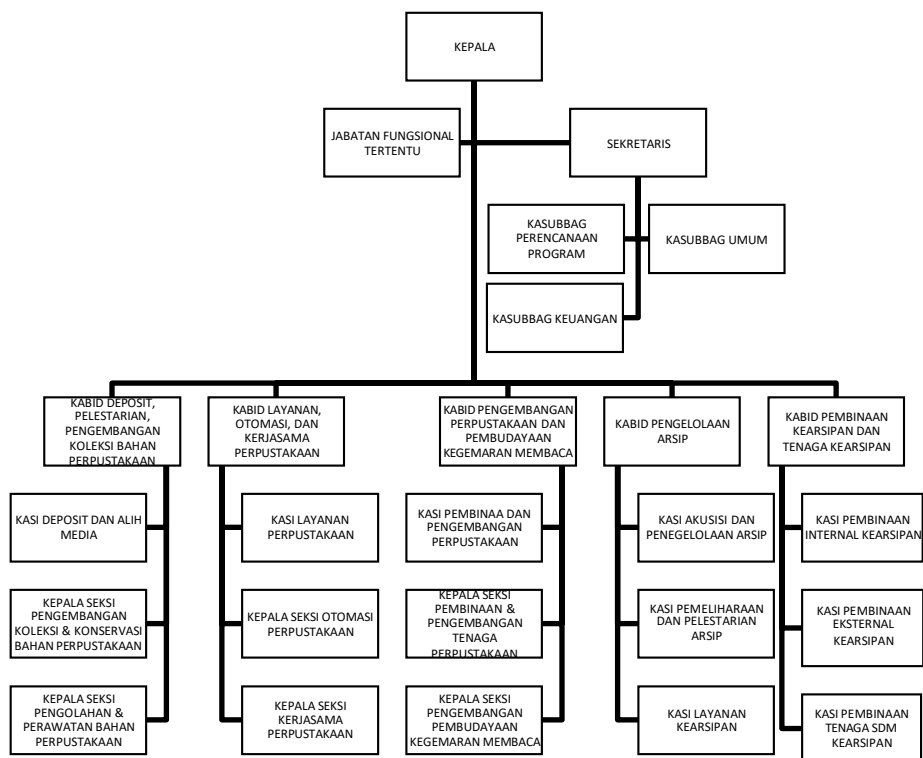 KEPALA
JABATAN FUNGSIONAL
TERTENTU
SEKRETARIS
KASUBBAG
PERENCANAAN
PROGRAM
KASUBBAG UMUM
KASUBBAG KEUANGAN
KABID DEPOSIT,
PELESTARIAN,
PENGEMBANGAN
KOLEKSI BAHAN
PERPUSTAKAAN
KABID LAYANAN,
OTOMASI, DAN
KERJASAMA
PERPUSTAKAAN
KABID PENGEMBANGAN
PERPUSTAKAAN DAN
PEMBUDAYAAN
KEGEMARAN MEMBACA
KABID PENGELOLAAN
ARSIP
KABID PEMBINAAN
KEARSIPAN DAN
TENAGA KEARSIPAN
KASI DEPOSIT DAN ALIH
MEDIA
KASI LAYANAN
PERPUSTAKAAN
KASI PEMBINAA DAN
PENGEMBANGAN
PERPUSTAKAAN
KASI AKUSISI DAN
PENEGELOLAAN ARSIP
KASI PEMBINAAN
INTERNAL KEARSIPAN
KEPALA SEKSI
PENGEMBANGAN
KOLEKSI & KONSERVASI
BAHAN PERPUSTAKAAN
KEPALA SEKSI OTOMASI
PERPUSTAKAAN
KEPALA SEKSI
PEMBINAAN &
PENGEMBANGAN
TENAGA
PERPUSTAKAAN
KASI PEMELIHARAAN
DAN PELESTARIAN
ARSIP
KASI PEMBINAAN
EKSTERNAL
KEARSIPAN
KEPALA SEKSI
PENGOLAHAN &
PERAWATAN BAHAN
PERPUSTAKAAN
KEPALA SEKSI
KERJASAMA
PERPUSTAKAAN
KEPALA SEKSI
PENGEMBANGAN
PEMBUDAYAAN
KEGEMARAN MEMBACA
KASI LAYANAN
KEARSIPAN
KASI PEMBINAAN
TENAGA SDM
KEARSIPAN